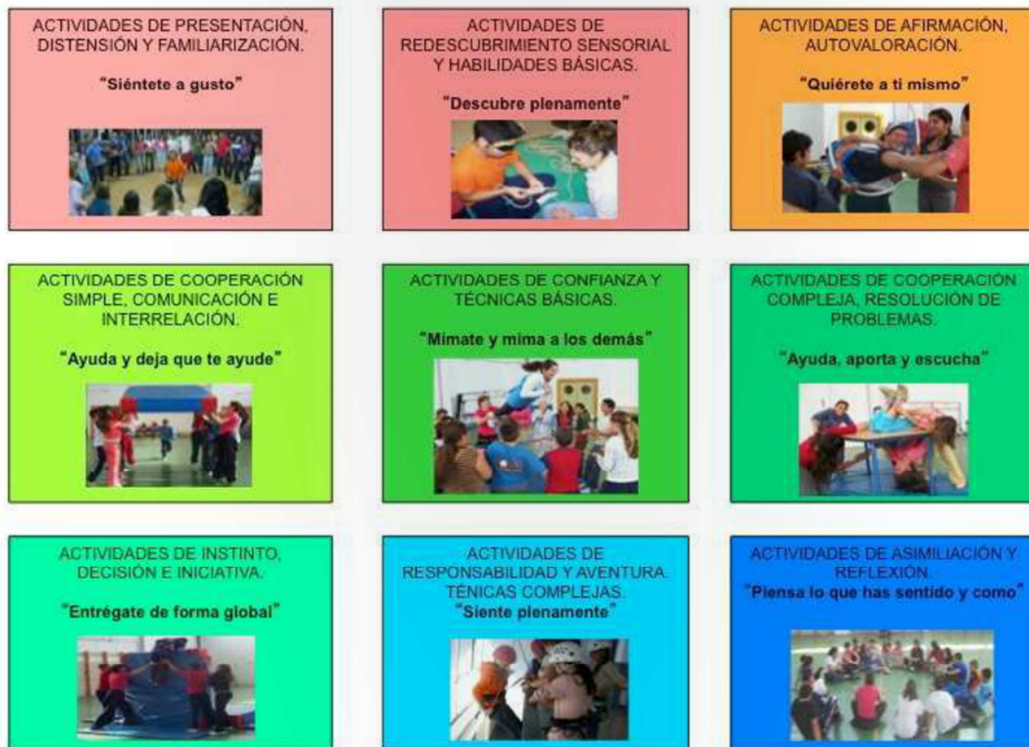 ACTIVIDADES DE PRESENTACIÓN,
DISTENSIÓN Y FAMILIARIZACIÓN.
"Siéntete a gusto"
ACTIVIDADES DE
REDESCUBRIMIENTO SENSORIAL
Y HABILIDADES BÁSICAS.
"Descubre plenamente"
ACTIVIDADES DE AFIRMACIÓN,
AUTOVALORACIÓN.
"Quiérete a ti mismo"
ACTIVIDADES DE COOPERACIÓN
SIMPLE, COMUNICACIÓN E
INTERRELACIÓN.
"Ayuda y deja que te ayude"
ACTIVIDADES DE CONFIANZA Y
TÉCNICAS BÁSICAS.
"Mímate y mima a los demás"
ACTIVIDADES DE COOPERACIÓN
COMPLEJA, RESOLUCIÓN DE
PROBLEMAS.
"Ayuda, aporta y escucha"
ACTIVIDADES DE INSTINTO,
DECISIÓN E INICIATIVA.
"Entrégate de forma global"
ACTIVIDADES DE
RESPONSABILIDAD Y AVENTURA.
TÉNICAS COMPLEJAS.
"Siente plenamente"
ACTIVIDADES DE ASIMILIACIÓN Y
REFLEXIÓN.
"Piensa lo que has sentido y como"